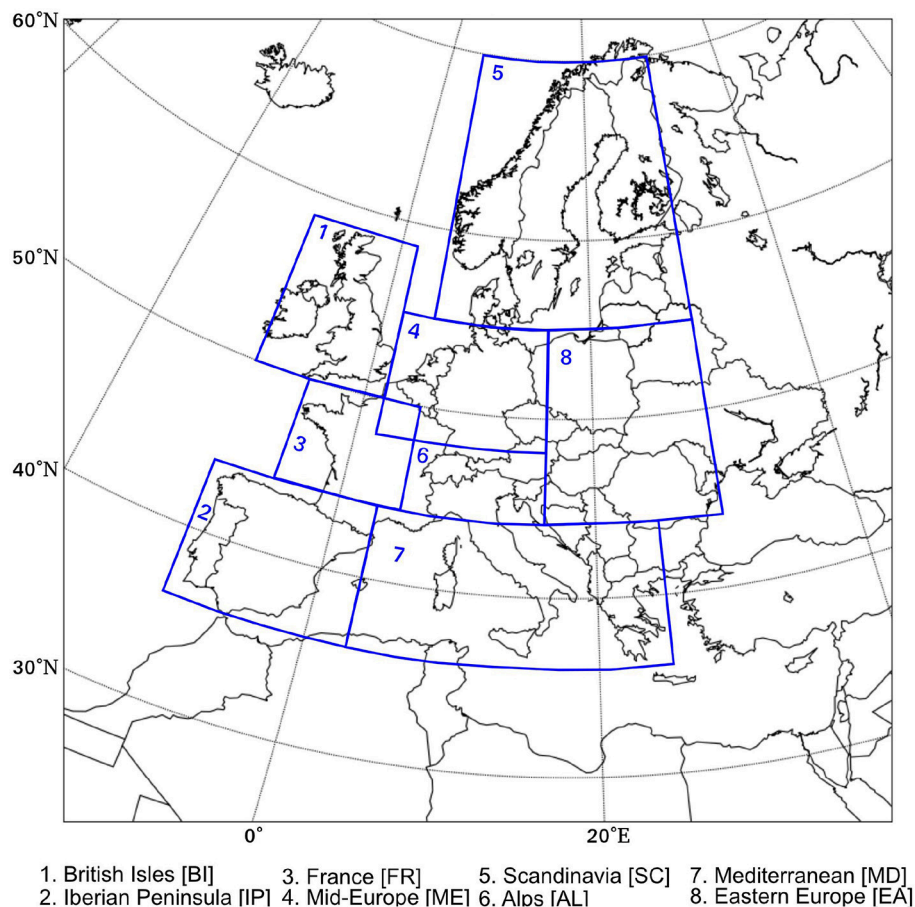 60°N
5
1
50°N
4
8
3
6
40°N
2
7
30°N
0°
20°E
1. British Isles [BI] 3. France [FR] 5. Scandinavia [SC] 7. Mediterranean [MD]
2. Iberian Peninsula [IP] 4. Mid-Europe [ME] 6. Alps [AL] 8. Eastern Europe [EA]